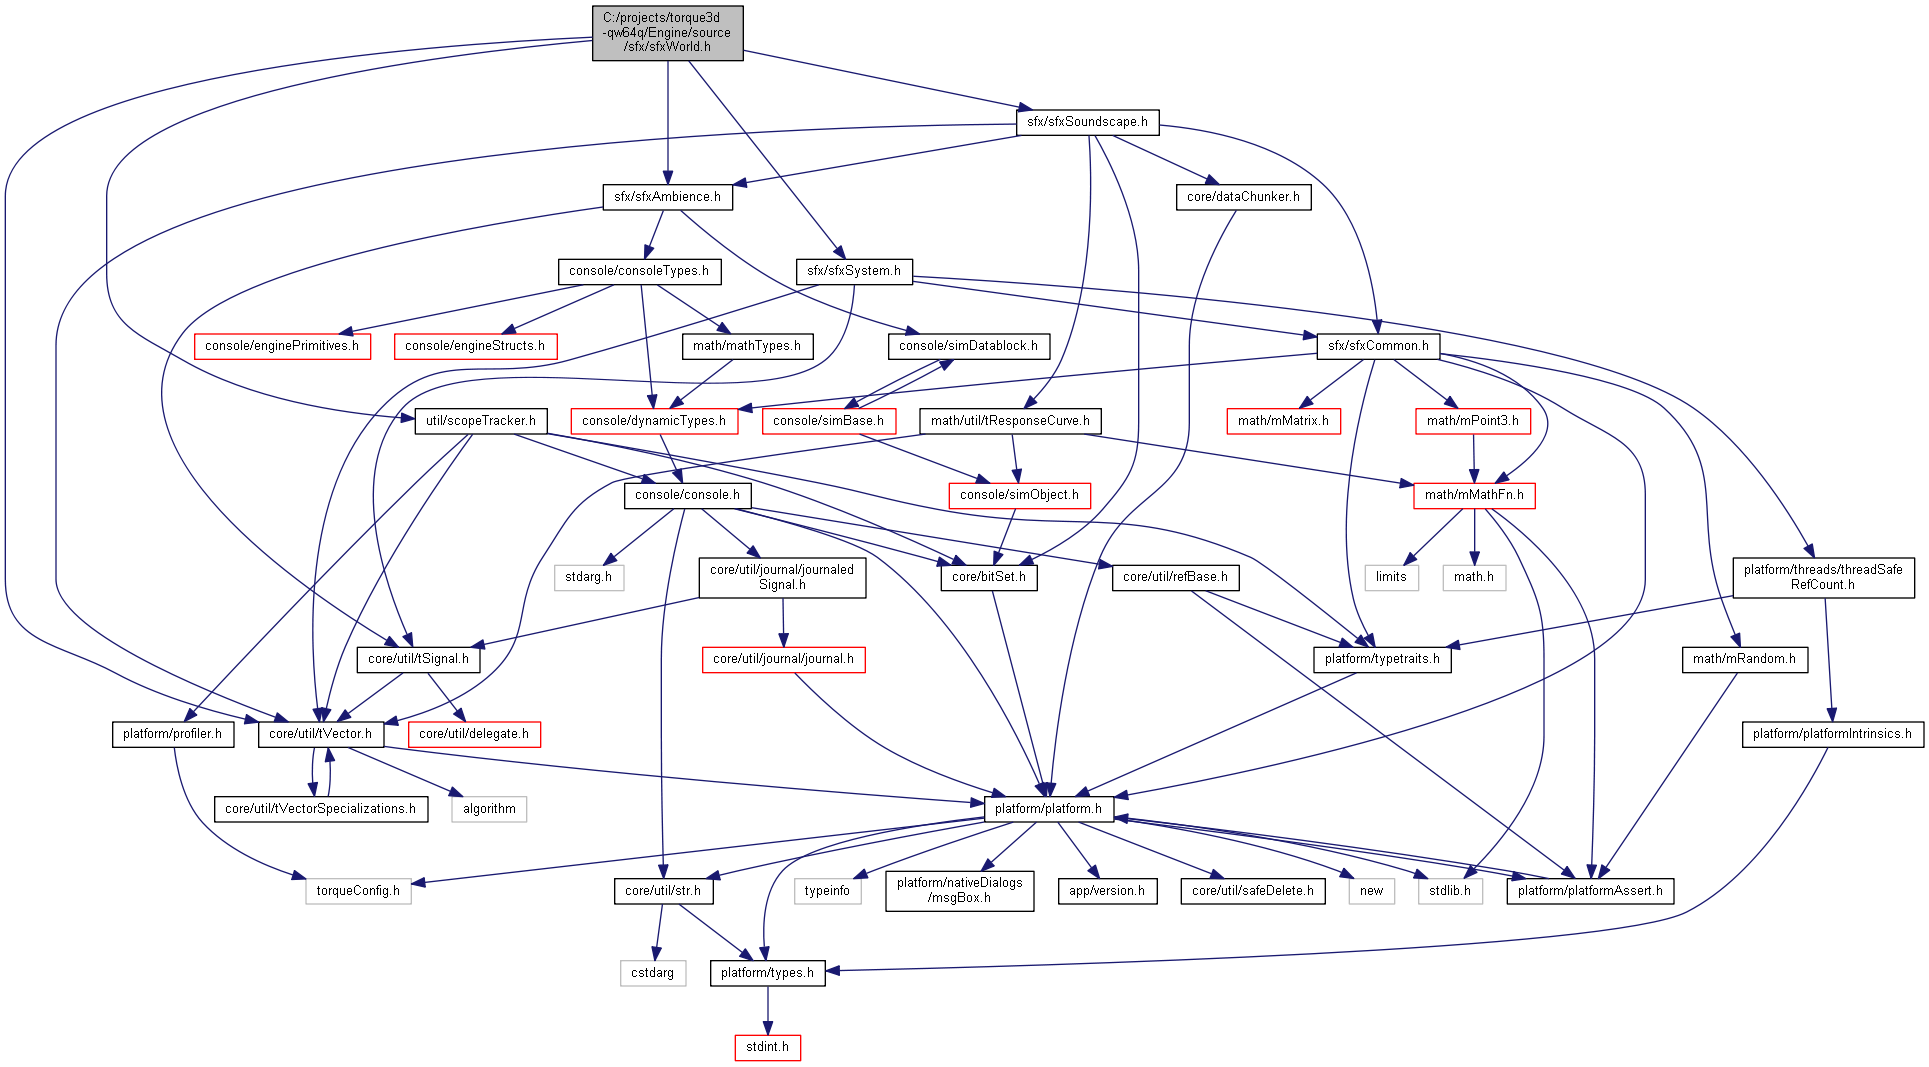 C:/projects/torque3d
-qw64q/Engine/source
/sfx/sfxWorld.h
sfx/sfxSoundscape.h
sfx/sfxAmbience.h
core/dataChunker.h
console/consoleTypes.h
sfx/sfxSystem.h
console/enginePrimitives.h
console/engineStructs.h
math/mathTypes.h
console/simDatablock.h
sfx/sfxCommon.h
util/scopeTracker.h
console/dynamicTypes.h
console/simBase.h
math/util/tResponseCurve.h
math/mMatrix.h
math/mPoint3.h
console/console.h
console/simObject.h
math/mMathFn.h
stdarg.h
core/util/journal/journaled
Signal.h
core/bitSet.h
core/util/refBase.h
limits
math.h
platform/threads/threadSafe
RefCount.h
core/util/tSignal.h
core/util/journal/journal.h
platform/typetraits.h
math/mRandom.h
platform/profiler.h
core/util/tVector.h
core/util/delegate.h
platform/platformIntrinsics.h
core/util/tVectorSpecializations.h
algorithm
platform/platform.h
torqueConfig.h
core/util/str.h
typeinfo
platform/nativeDialogs
/msgBox.h
app/version.h
core/util/safeDelete.h
new
stdlib.h
platform/platformAssert.h
cstdarg
platform/types.h
stdint.h